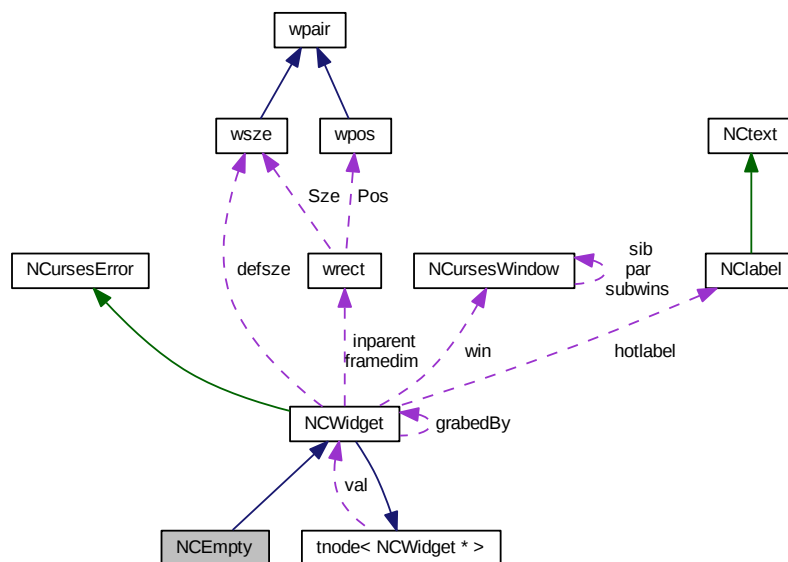 wpair
wsze
wpos
NCtext
Sze
Pos
NCursesError
defsze
wrect
NCursesWindow
sib
par
subwins
NClabel
inparent
framedim
win
hotlabel
NCWidget
grabedBy
val
NCEmpty
tnode< NCWidget * >